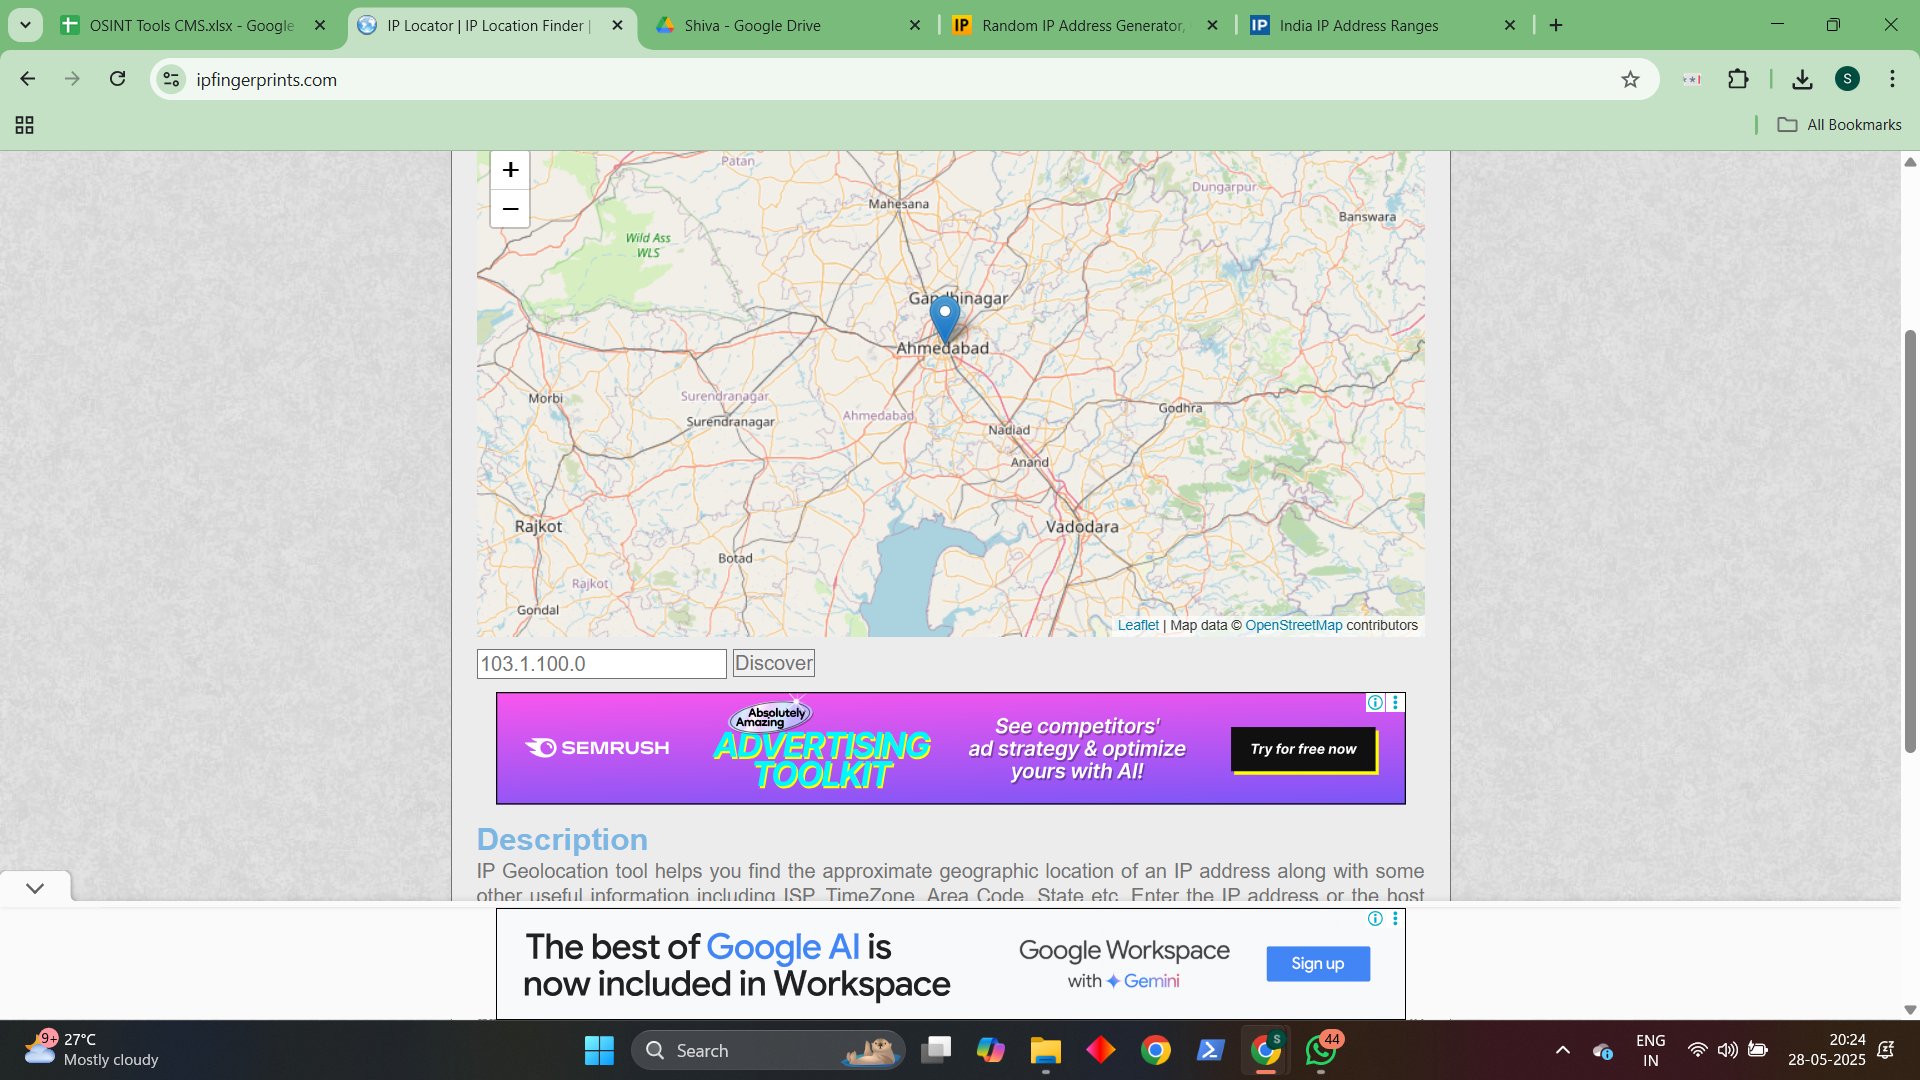 OSINT Tools CMS.xlsx - Google
IP Locator | IP Location Finder |
Shiva - Google Drive
IP Random IP Address Generator,
IP India IP Address Ranges
ipfingerprints.com
S
All Bookmarks
+
−
Patan
Dungarpur
Mahesana
Banswara
Wild Ass
WLS
Gandhinagar
Ahmedabad
Morbi
Surendranagar
Surendranagar
Ahmedabad
Godhra
Nadiad
Anand
Rajkot
Vadodara
Botad
Rajkot
Gondal
Leaflet | Map data © OpenStreetMap contributors
103.1.100.0 Discover
Absolutely
Amazing
SEMRUSH
ADVERTISING
TOOLKIT
See competitors'
ad strategy & optimize
yours with AI!
Try for free now
Description
IP Geolocation tool helps you find the approximate geographic location of an IP address along with some
other useful information including ISP, TimeZone, Area Code, State etc. Enter the IP address or the host
The best of Google AI is
now included in Workspace
Google Workspace
with Gemini
Sign up
9+
27°C
Mostly cloudy
Search
S
44
ENG
IN
20:24
28-05-2025